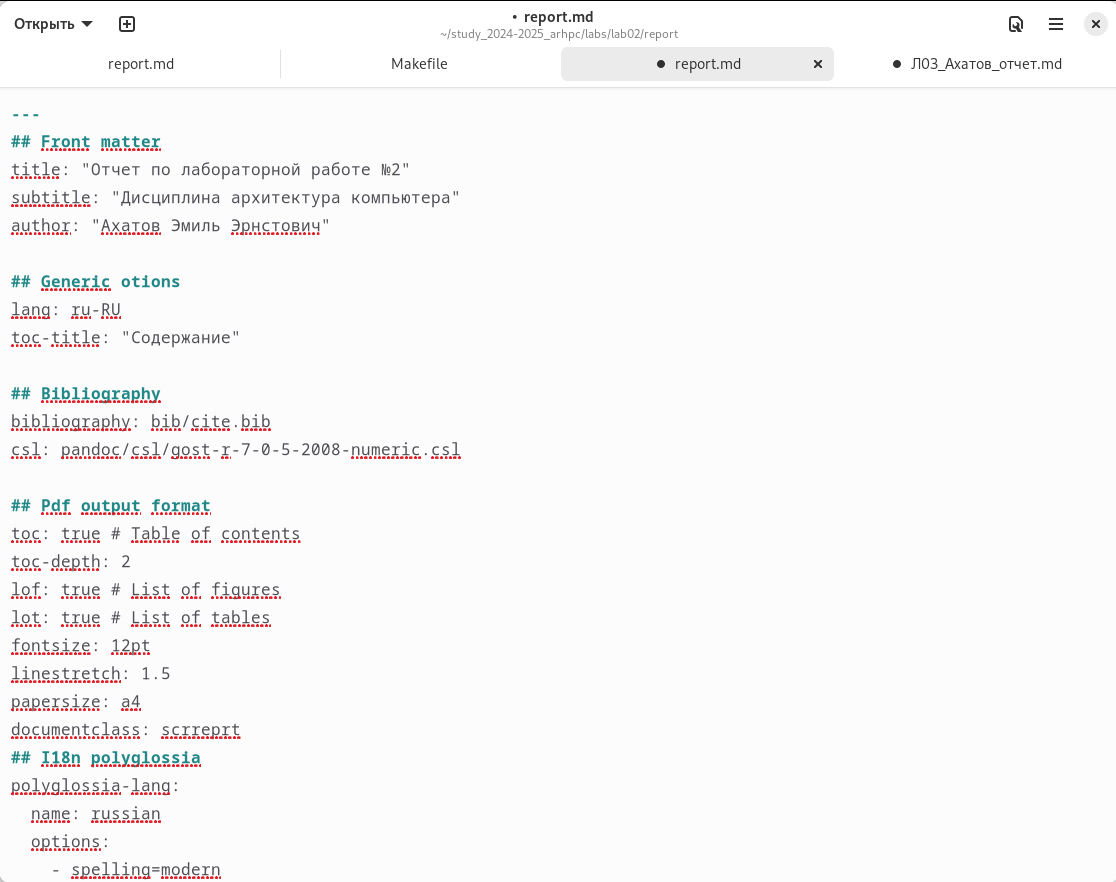 Открыть
• report.md
~/study_2024-2025_arhpc/labs/lab02/report
report.md
Makefile
● report.md
● Л03_Ахатов_отчет.md
---
## Front matter
title: "Отчет по лабораторной работе №2"
subtitle: "Дисциплина архитектура компьютера"
author: "Ахатов Эмиль Эрнстович"
## Generic otions
lang: ru-RU
toc-title: "Содержание"
## Bibliography
bibliography: bib/cite.bib
csl: pandoc/csl/gost-r-7-0-5-2008-numeric.csl
## Pdf output format
toc: true # Table of contents
toc-depth: 2
lof: true # List of figures
lot: true # List of tables
fontsize: 12pt
linestretch: 1.5
papersize: a4
documentclass: scrreprt
## I18n polyglossia
polyglossia-lang:
  name: russian
  options:
    - spelling=modern